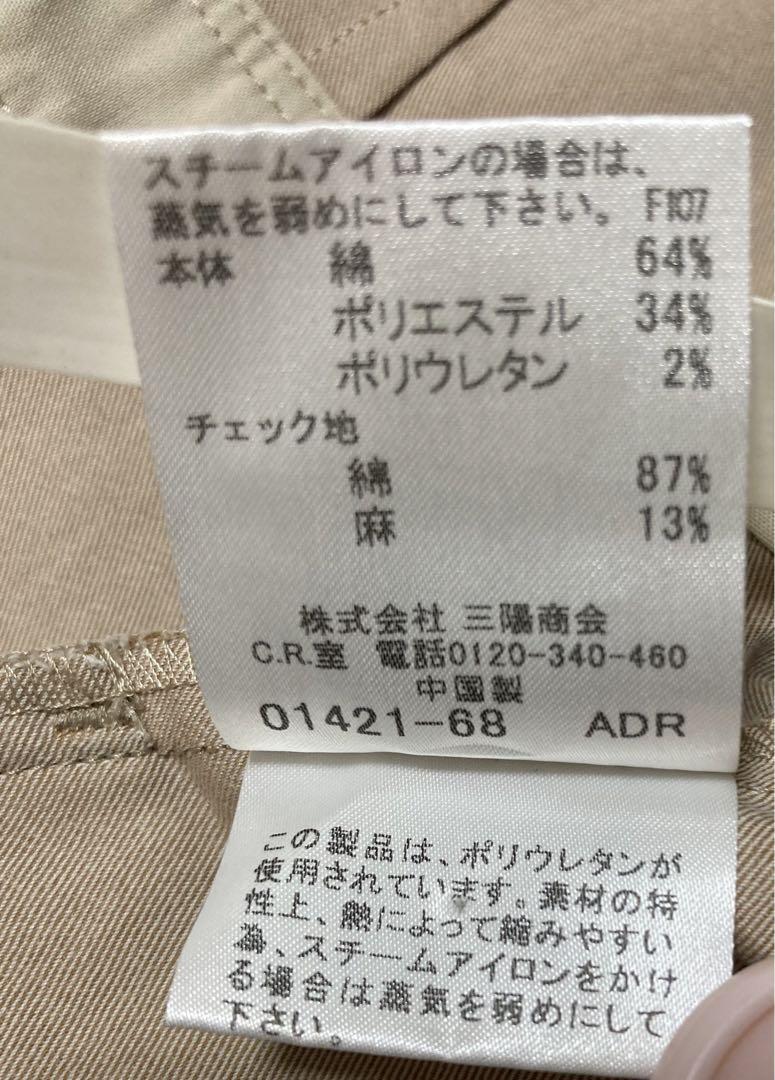 スチームアイロンの場合は、
蒸気を弱めにして下さい。 F107
本体 綿 64%
ポリエステル 34%
ポリウレタン 2%
チェック地
綿 87%
麻 13%
株式会社 三陽商会
C.R.室 電話0120-340-460
中国製
01421-68 ADR
この製品は、ポリウレタンが
使用されています。素材の特
性上、熱によって縮みやすい
為、スチームアイロンをかけ
る場合は蒸気を弱めにして
下さい。